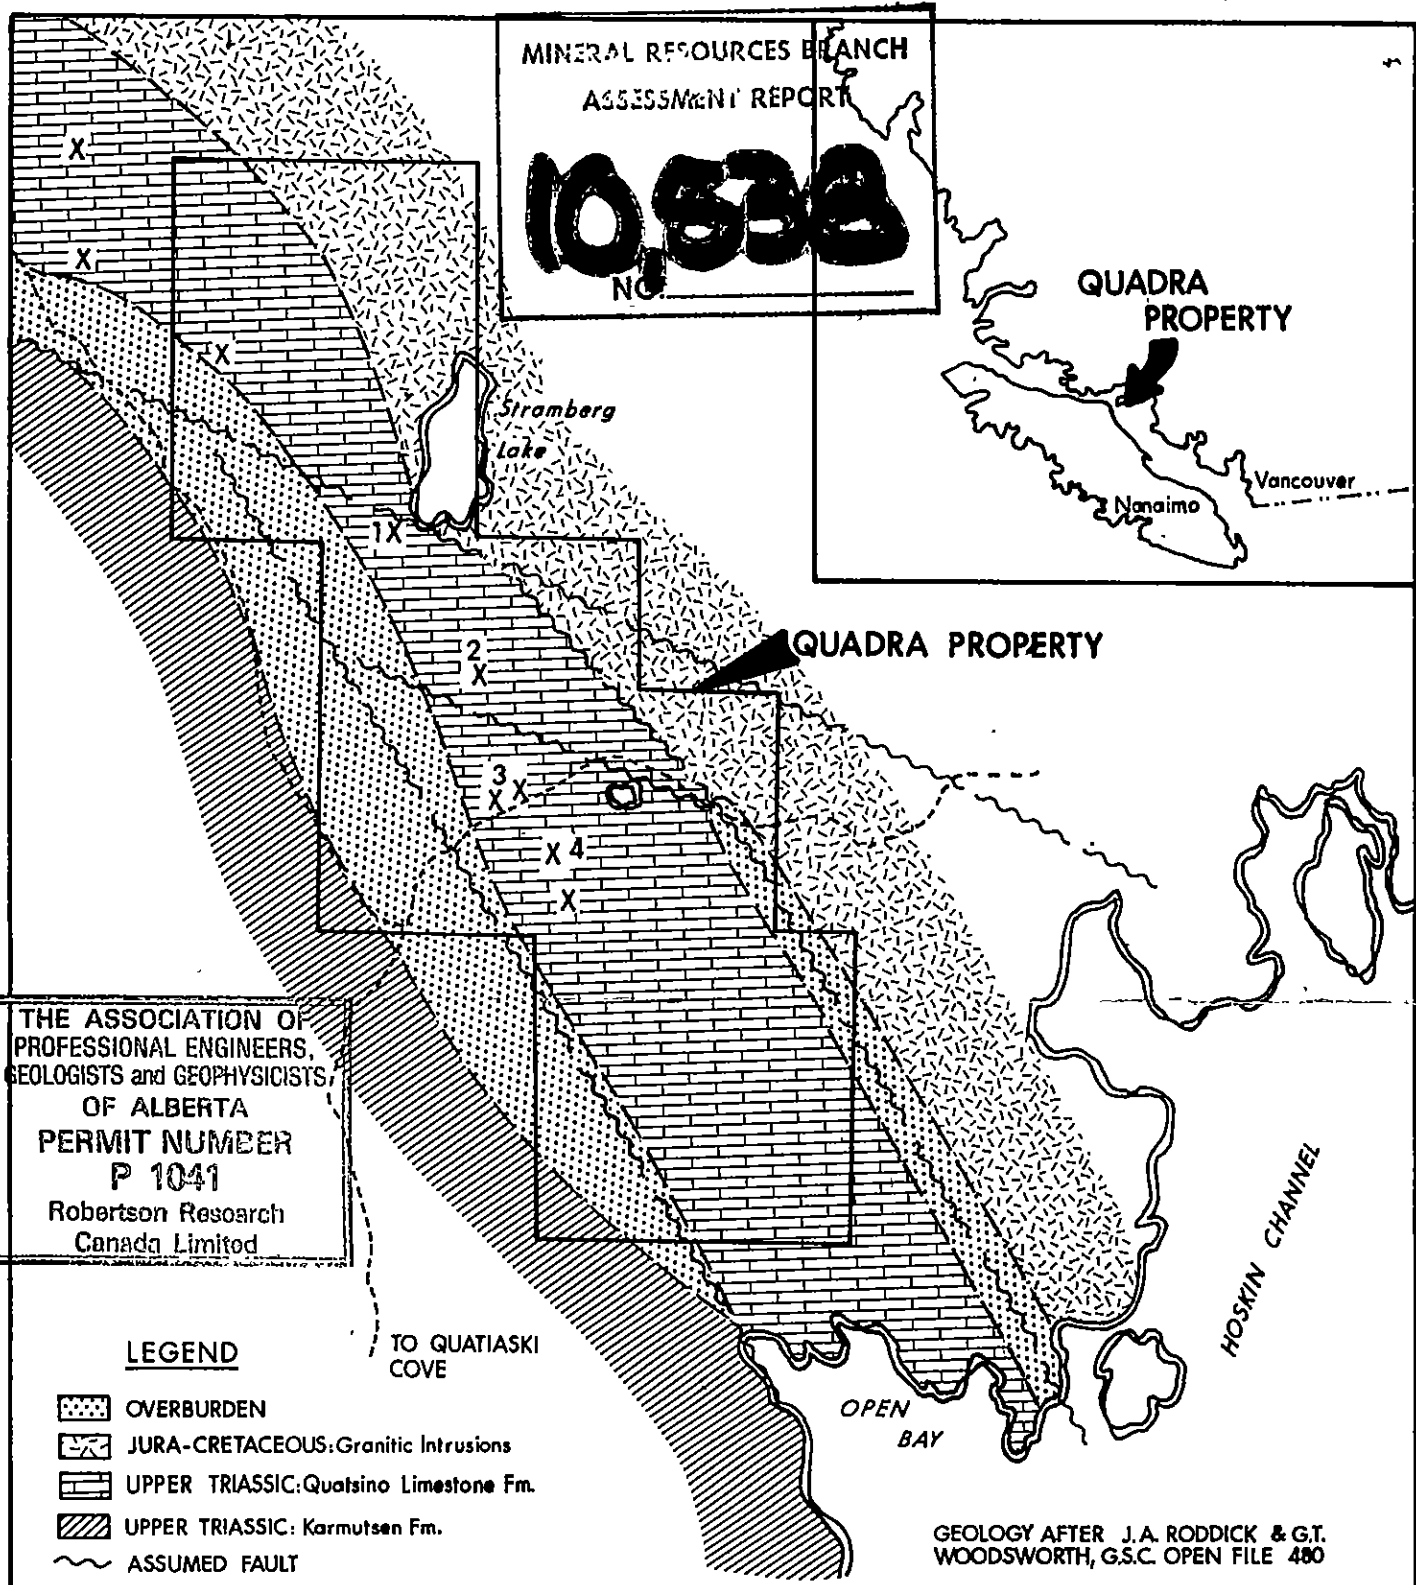 MINERAL RESOURCES BRANCH
ASSESSMENT REPORT
NO.
QUADRA
PROPERTY
Vancouver
Nanaimo
X
X
X
Stramberg
Lake
1X
QUADRA PROPERTY
2
X
3
X X
X 4
X
THE ASSOCIATION OF
PROFESSIONAL ENGINEERS,
GEOLOGISTS and GEOPHYSICISTS
OF ALBERTA
PERMIT NUMBER
P 1041
Robertson Research
Canada Limited
HOSKIN CHANNEL
TO QUATIASKI
COVE
OPEN
BAY
LEGEND
OVERBURDEN
JURA-CRETACEOUS: Granitic Intrusions
UPPER TRIASSIC: Quatsino Limestone Fm.
UPPER TRIASSIC: Karmutsen Fm.
ASSUMED FAULT
GEOLOGY AFTER J. A. RODDICK & G.T.
WOODSWORTH, G.S.C. OPEN FILE 480